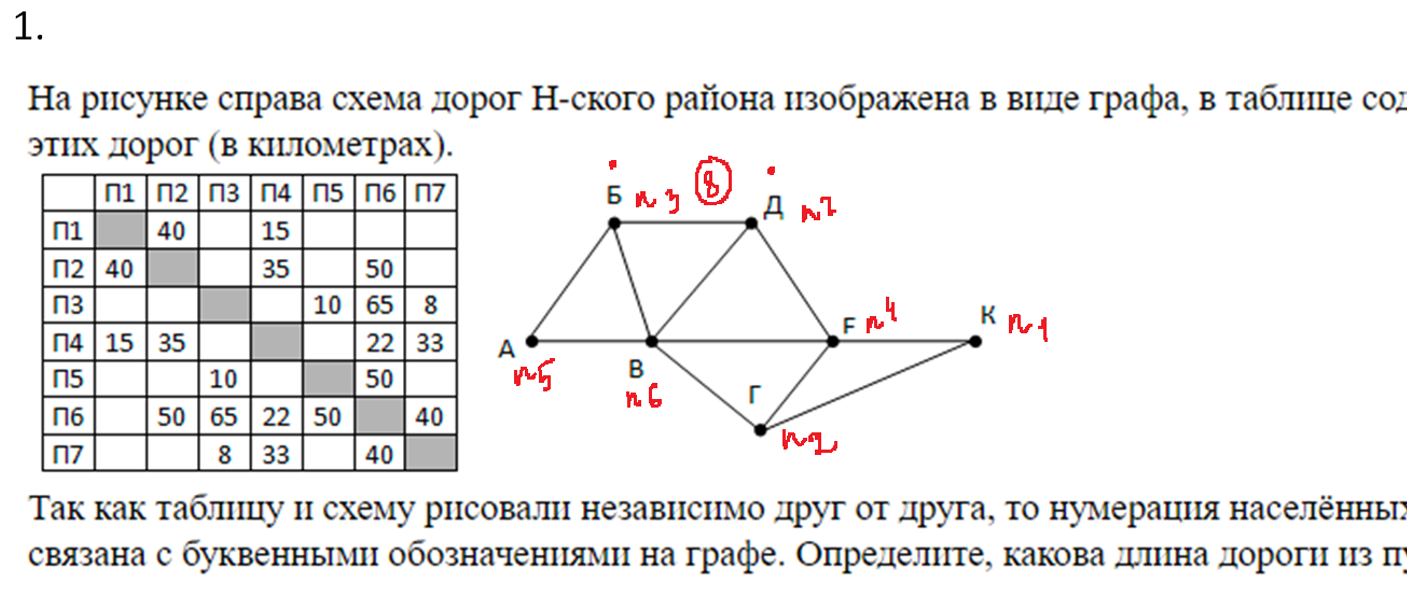 1.
На рисунке справа схема дорог Н-ского района изображена в виде графа, в таблице сод
этих дорог (в километрах).
П1 П2 П3 П4 П5 П6 П7
П1 40 15
П2 40 35 50
П3 10 65 8
П4 15 35 22 33
П5 10 50
П6 50 65 22 50 40
П7 8 33 40
Б п3 8 Д
А п5 В п6 Г п2 Е п4 К п1
Так как таблицу и схему рисовали независимо друг от друга, то нумерация населённых
связана с буквенными обозначениями на графе. Определите, какова длина дороги из пу